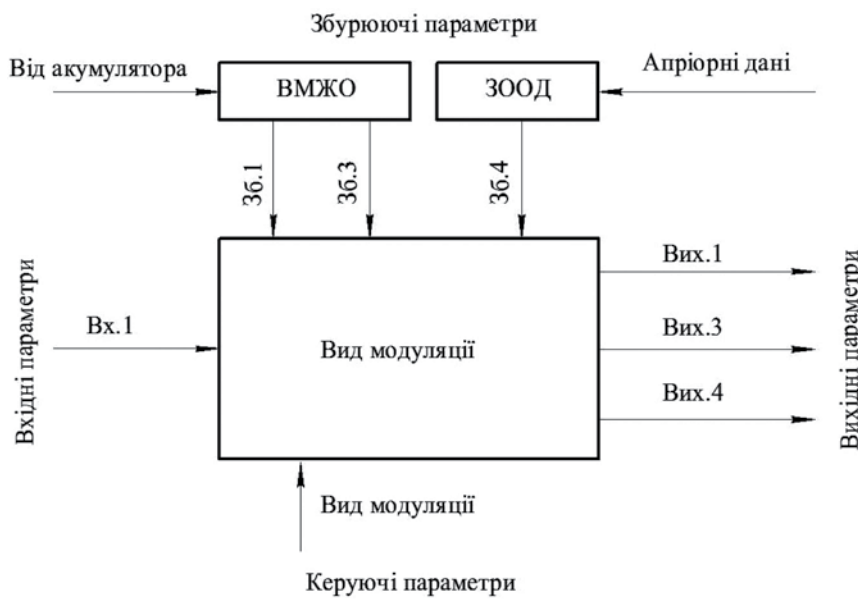 Збурюючі параметри
Від акумулятора
ВМЖО
ЗООД
Апріорні дані
Зб.1
Зб.3
Зб.4
Вхідні параметри
Вх.1
Вид модуляції
Вих.1
Вих.3
Вих.4
Вихідні параметри
Вид модуляції
Керуючі параметри